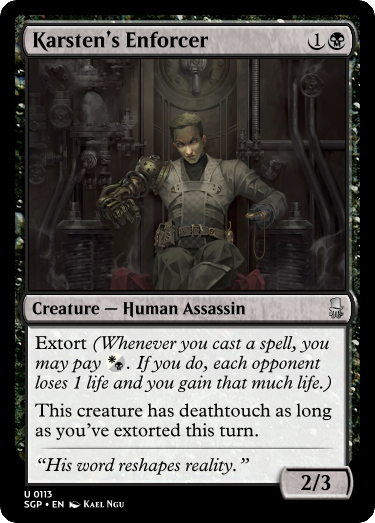 Karsten's Enforcer 1
Creature — Human Assassin
Extort (Whenever you cast a spell, you
may pay . If you do, each opponent
loses 1 life and you gain that much life.)
This creature has deathtouch as long
as you've extorted this turn.
“His word reshapes reality.”
2/3
U 0113
SGP • EN Kael Ngu